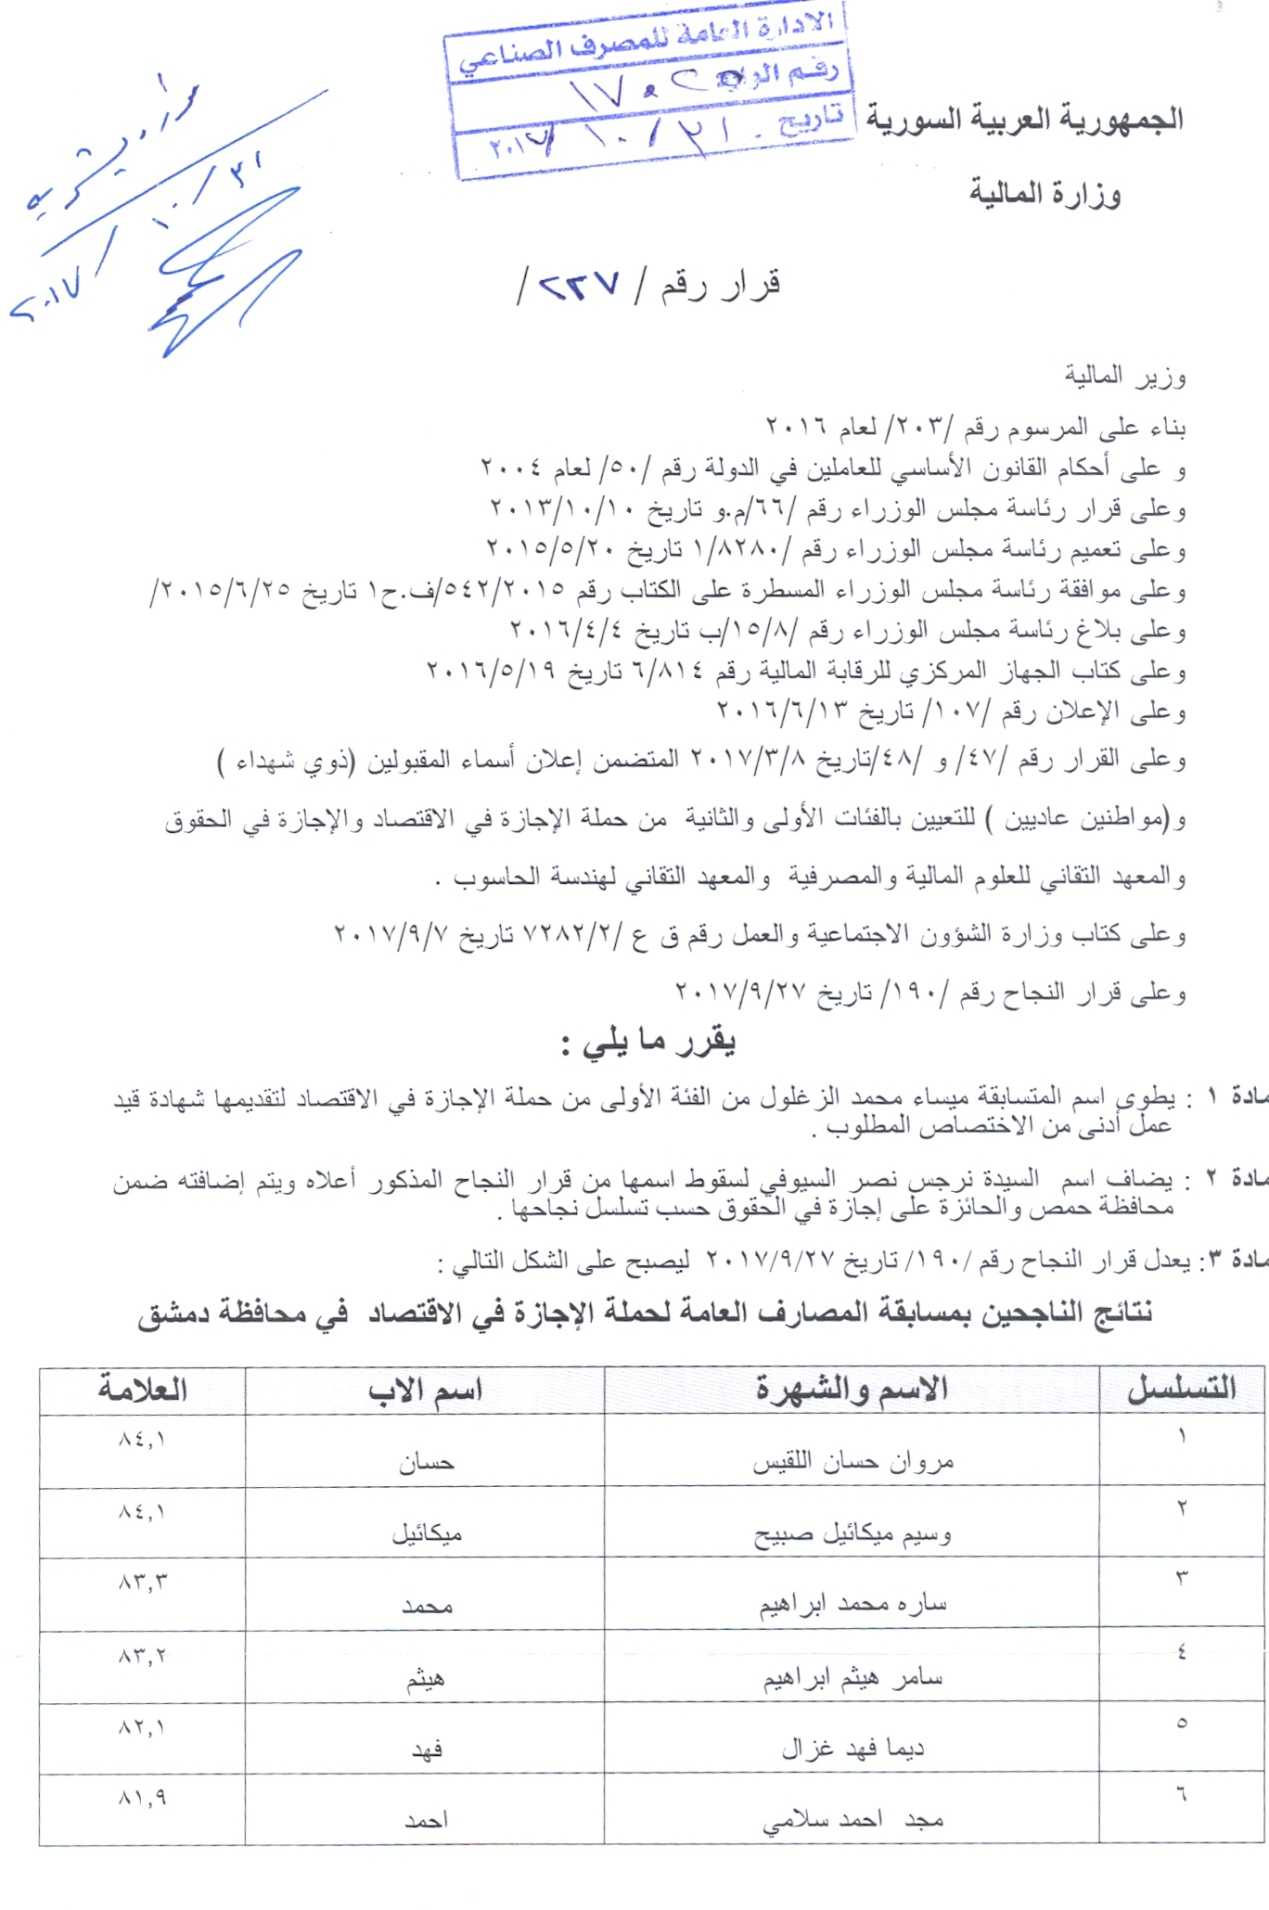 الادارة العامة للمصرف الصناعي
رقم
تاريخ ٣١ / ١٠ / ٢٠١٧
الجمهورية العربية السورية
وزارة المالية
٣١ / ١٠ / ٢٠١٧
قرار رقم / ٢٢٧ /
وزير المالية
بناء على المرسوم رقم /٢٠٣/ لعام ٢٠١٦
و على أحكام القانون الأساسي للعاملين في الدولة رقم /٥٠/ لعام ٢٠٠٤
وعلى قرار رئاسة مجلس الوزراء رقم /٦٦/م.و تاريخ ٢٠١٣/١٠/١٠
وعلى تعميم رئاسة مجلس الوزراء رقم /١/٨٢٨٠ تاريخ ٢٠١٥/٥/٢٠
وعلى موافقة رئاسة مجلس الوزراء المسطرة على الكتاب رقم ٥٤٢/٢٠١٥/ف.ح١ تاريخ ٢٠١٥/٦/٢٥/
وعلى بلاغ رئاسة مجلس الوزراء رقم /١٥/٨/ب تاريخ ٢٠١٦/٤/٤
وعلى كتاب الجهاز المركزي للرقابة المالية رقم ٦/٨١٤ تاريخ ٢٠١٦/٥/١٩
وعلى الإعلان رقم /١٠٧/ تاريخ ٢٠١٦/٦/١٣
وعلى القرار رقم /٤٧/ و /٤٨/تاريخ ٢٠١٧/٣/٨ المتضمن إعلان أسماء المقبولين (ذوي شهداء )
و(مواطنين عاديين ) للتعيين بالفئات الأولى والثانية من حملة الإجازة في الاقتصاد والإجازة في الحقوق
والمعهد التقاني للعلوم المالية والمصرفية والمعهد التقاني لهندسة الحاسوب .
وعلى كتاب وزارة الشؤون الاجتماعية والعمل رقم ق ع /٧٢٨٢/٢ تاريخ ٢٠١٧/٩/٧
وعلى قرار النجاح رقم /١٩٠/ تاريخ ٢٠١٧/٩/٢٧
يقرر ما يلي :
مادة ١ : يطوى اسم المتسابقة ميساء محمد الزغلول من الفئة الأولى من حملة الإجازة في الاقتصاد لتقديمها شهادة قيد
عمل أدنى من الاختصاص المطلوب .
مادة ٢ : يضاف اسم السيدة نرجس نصر السيوفي لسقوط اسمها من قرار النجاح المذكور أعلاه ويتم إضافته ضمن
محافظة حمص والحائزة على إجازة في الحقوق حسب تسلسل نجاحها .
مادة ٣: يعدل قرار النجاح رقم /١٩٠/ تاريخ ٢٠١٧/٩/٢٧ ليصبح على الشكل التالي :
نتائج الناجحين بمسابقة المصارف العامة لحملة الإجازة في الاقتصاد في محافظة دمشق
التسلسل الاسم والشهرة اسم الاب العلامة
١ مروان حسان اللقيس حسان ٨٤,١
٢ وسيم ميكائيل صبيح ميكائيل ٨٤,١
٣ ساره محمد ابراهيم محمد ٨٣,٣
٤ سامر هيثم ابراهيم هيثم ٨٣,٢
٥ ديما فهد غزال فهد ٨٢,١
٦ مجد احمد سلامي احمد ٨١,٩